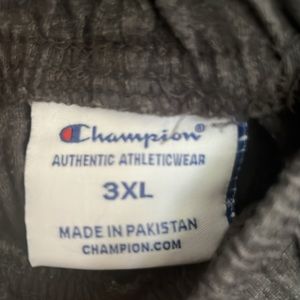 Champion®
AUTHENTIC ATHLETICWEAR
3XL
MADE IN PAKISTAN
CHAMPION.COM